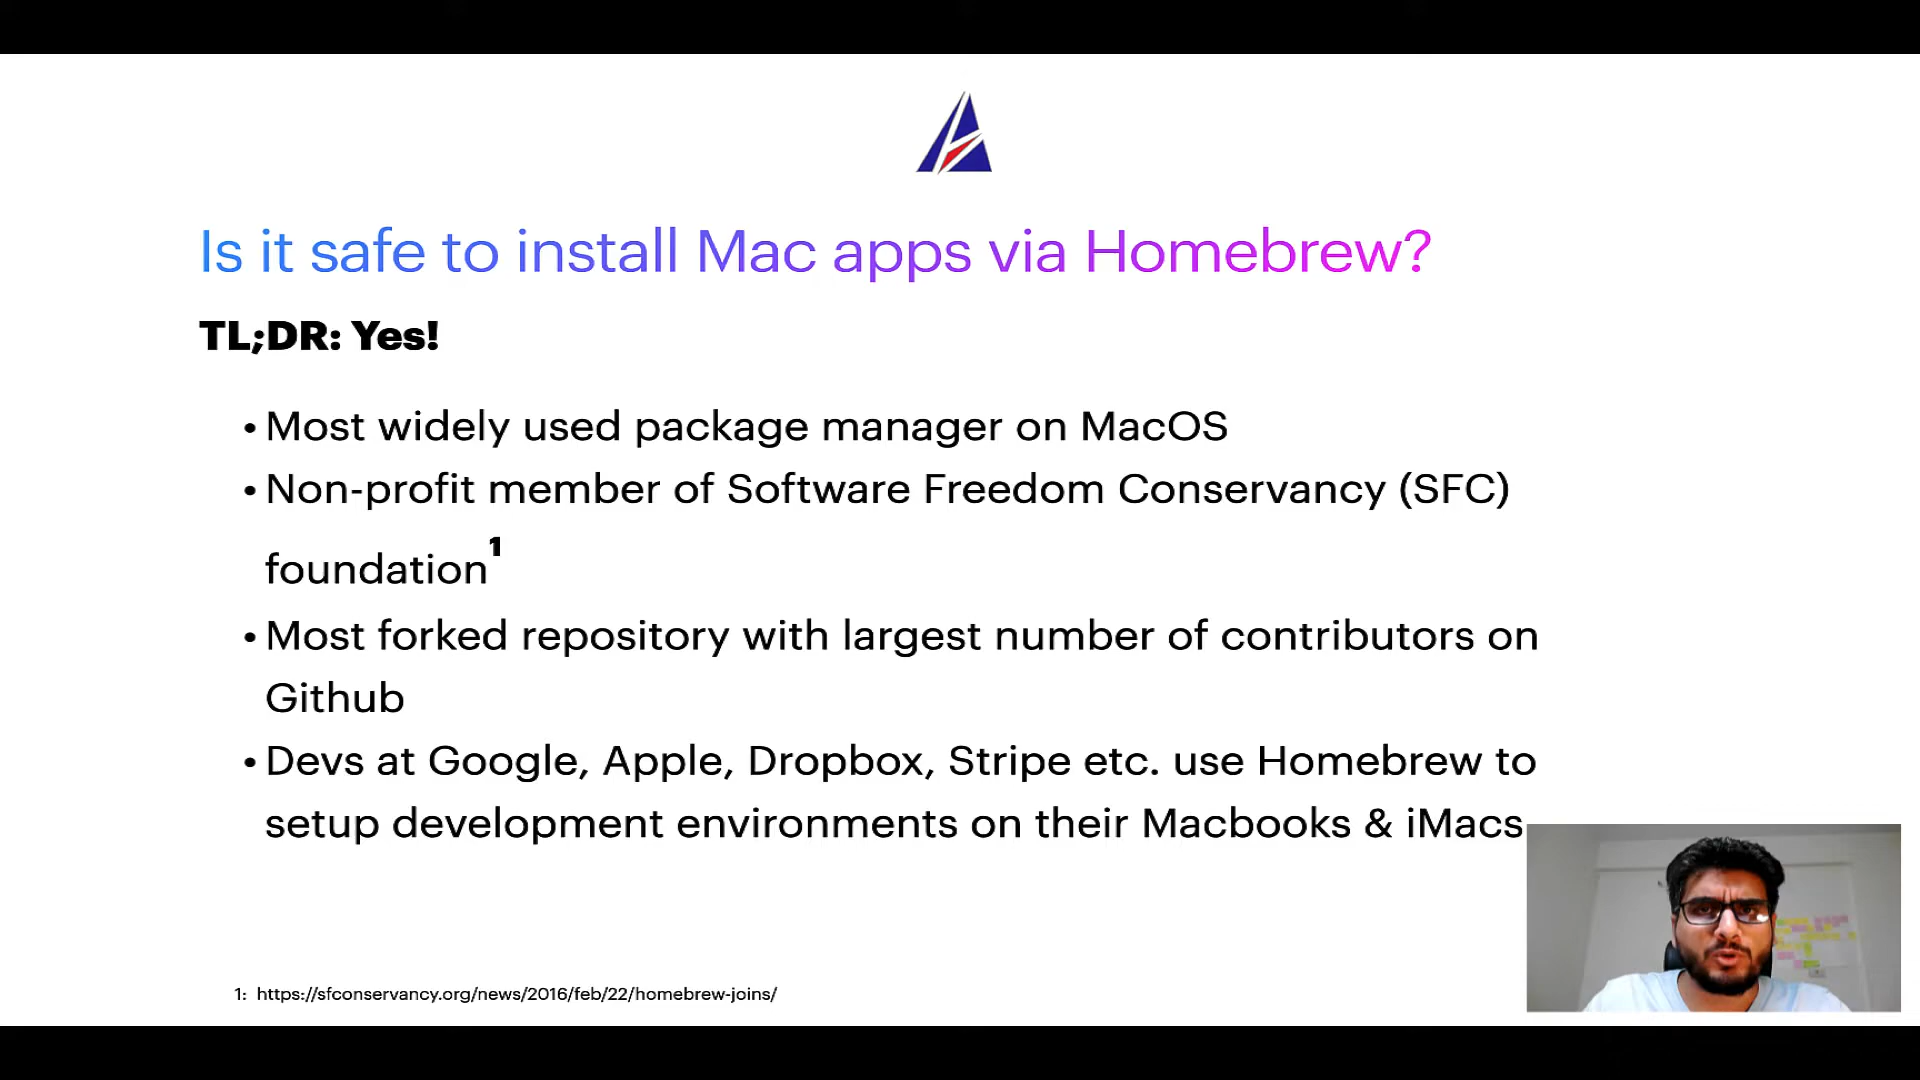 Is it safe to install Mac apps via Homebrew?
TL;DR: Yes!
• Most widely used package manager on MacOS
• Non-profit member of Software Freedom Conservancy (SFC)
foundation¹
• Most forked repository with largest number of contributors on
Github
• Devs at Google, Apple, Dropbox, Stripe etc. use Homebrew to
setup development environments on their Macbooks & iMacs
1: https://sfconservancy.org/news/2016/feb/22/homebrew-joins/